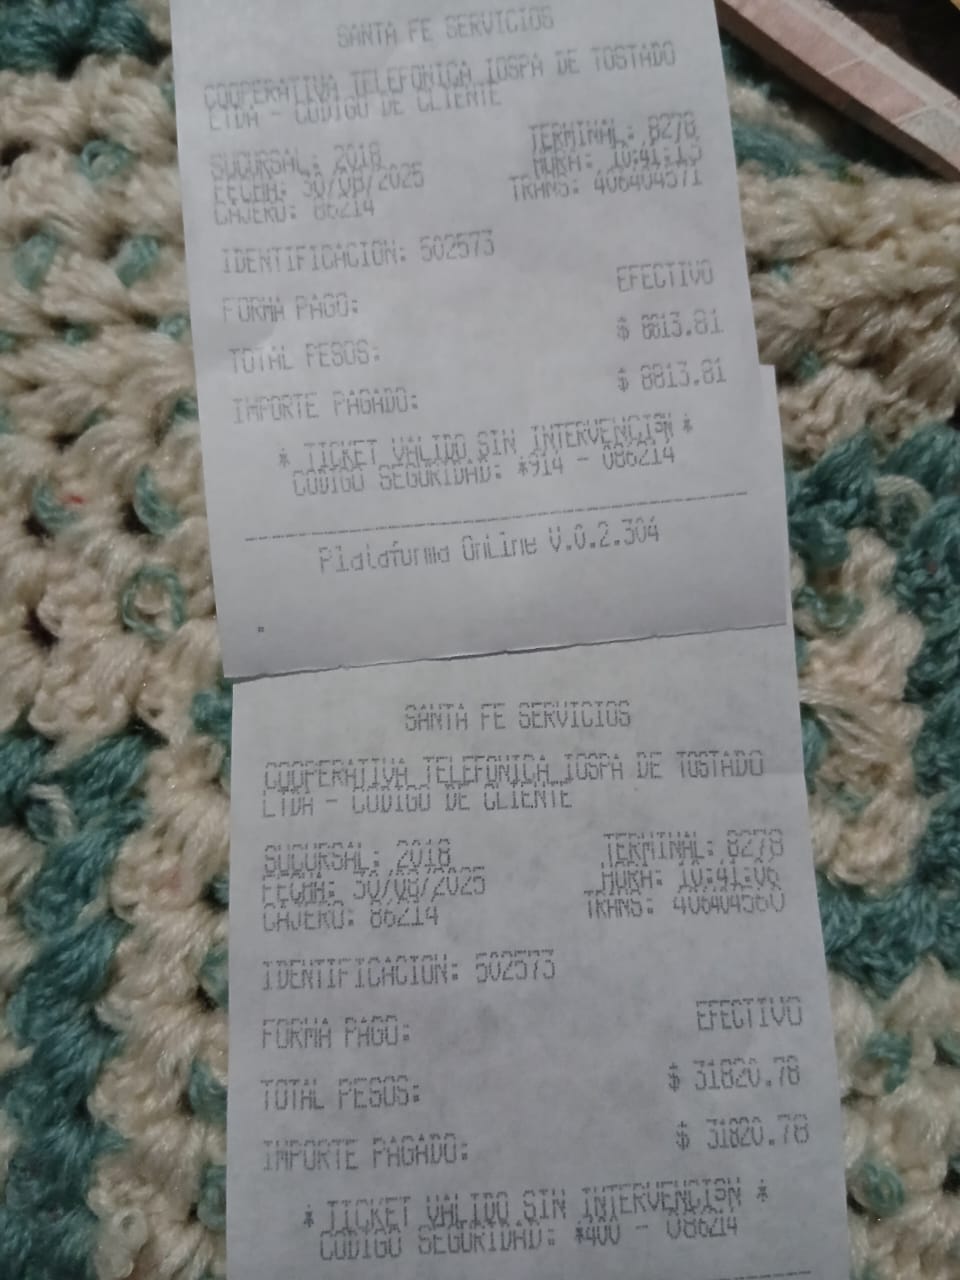 SANTA FE SERVICIOS
COOPERATIVA TELEFONICA IOSPA DE TOSTADO
LTDA - CODIGO DE CLIENTE
SUCURSAL: 2018 TERMINAL: 8278
FECHA: 30/08/2025 HORA: 10:41:13
CAJERO: 86214 TRANS: 406404571
IDENTIFICACION: 502573
FORMA PAGO: EFECTIVO
TOTAL PESOS: $ 8813.81
IMPORTE PAGADO: $ 8813.81
* TICKET VALIDO SIN INTERVENCION *
CODIGO SEGURIDAD: *914 - 086214
Plataforma OnLine V.0.2.304
SANTA FE SERVICIOS
COOPERATIVA TELEFONICA IOSPA DE TOSTADO
LTDA - CODIGO DE CLIENTE
SUCURSAL: 2018 TERMINAL: 8278
FECHA: 30/08/2025 HORA: 10:41:06
CAJERO: 86214 TRANS: 406404560
IDENTIFICACION: 502573
FORMA PAGO: EFECTIVO
TOTAL PESOS: $ 31820.78
IMPORTE PAGADO: $ 31820.78
* TICKET VALIDO SIN INTERVENCION *
CODIGO SEGURIDAD: *400 - 086214